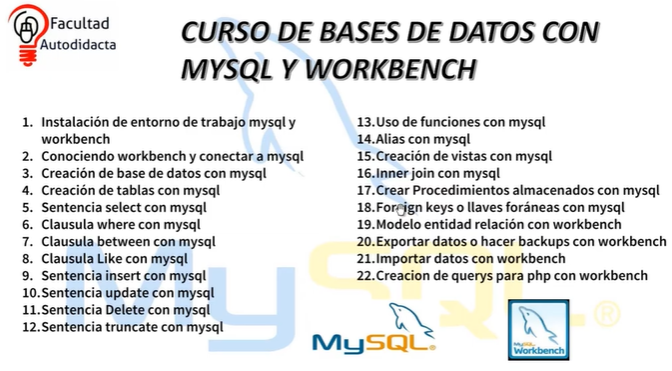 Facultad
Autodidacta
CURSO DE BASES DE DATOS CON
MYSQL Y WORKBENCH
1. Instalación de entorno de trabajo mysql y
workbench
2. Conociendo workbench y conectar a mysql
3. Creación de base de datos con mysql
4. Creación de tablas con mysql
5. Sentencia select con mysql
6. Clausula where con mysql
7. Clausula between con mysql
8. Clausula Like con mysql
9. Sentencia insert con mysql
10. Sentencia update con mysql
11. Sentencia Delete con mysql
12. Sentencia truncate con mysql
13. Uso de funciones con mysql
14. Alias con mysql
15. Creación de vistas con mysql
16. Inner join con mysql
17. Crear Procedimientos almacenados con mysql
18. Foreign keys o llaves foráneas con mysql
19. Modelo entidad relación con workbench
20. Exportar datos o hacer backups con workbench
21. Importar datos con workbench
22. Creacion de querys para php con workbench
MySQL®
MySQL®
MySQL
Workbench